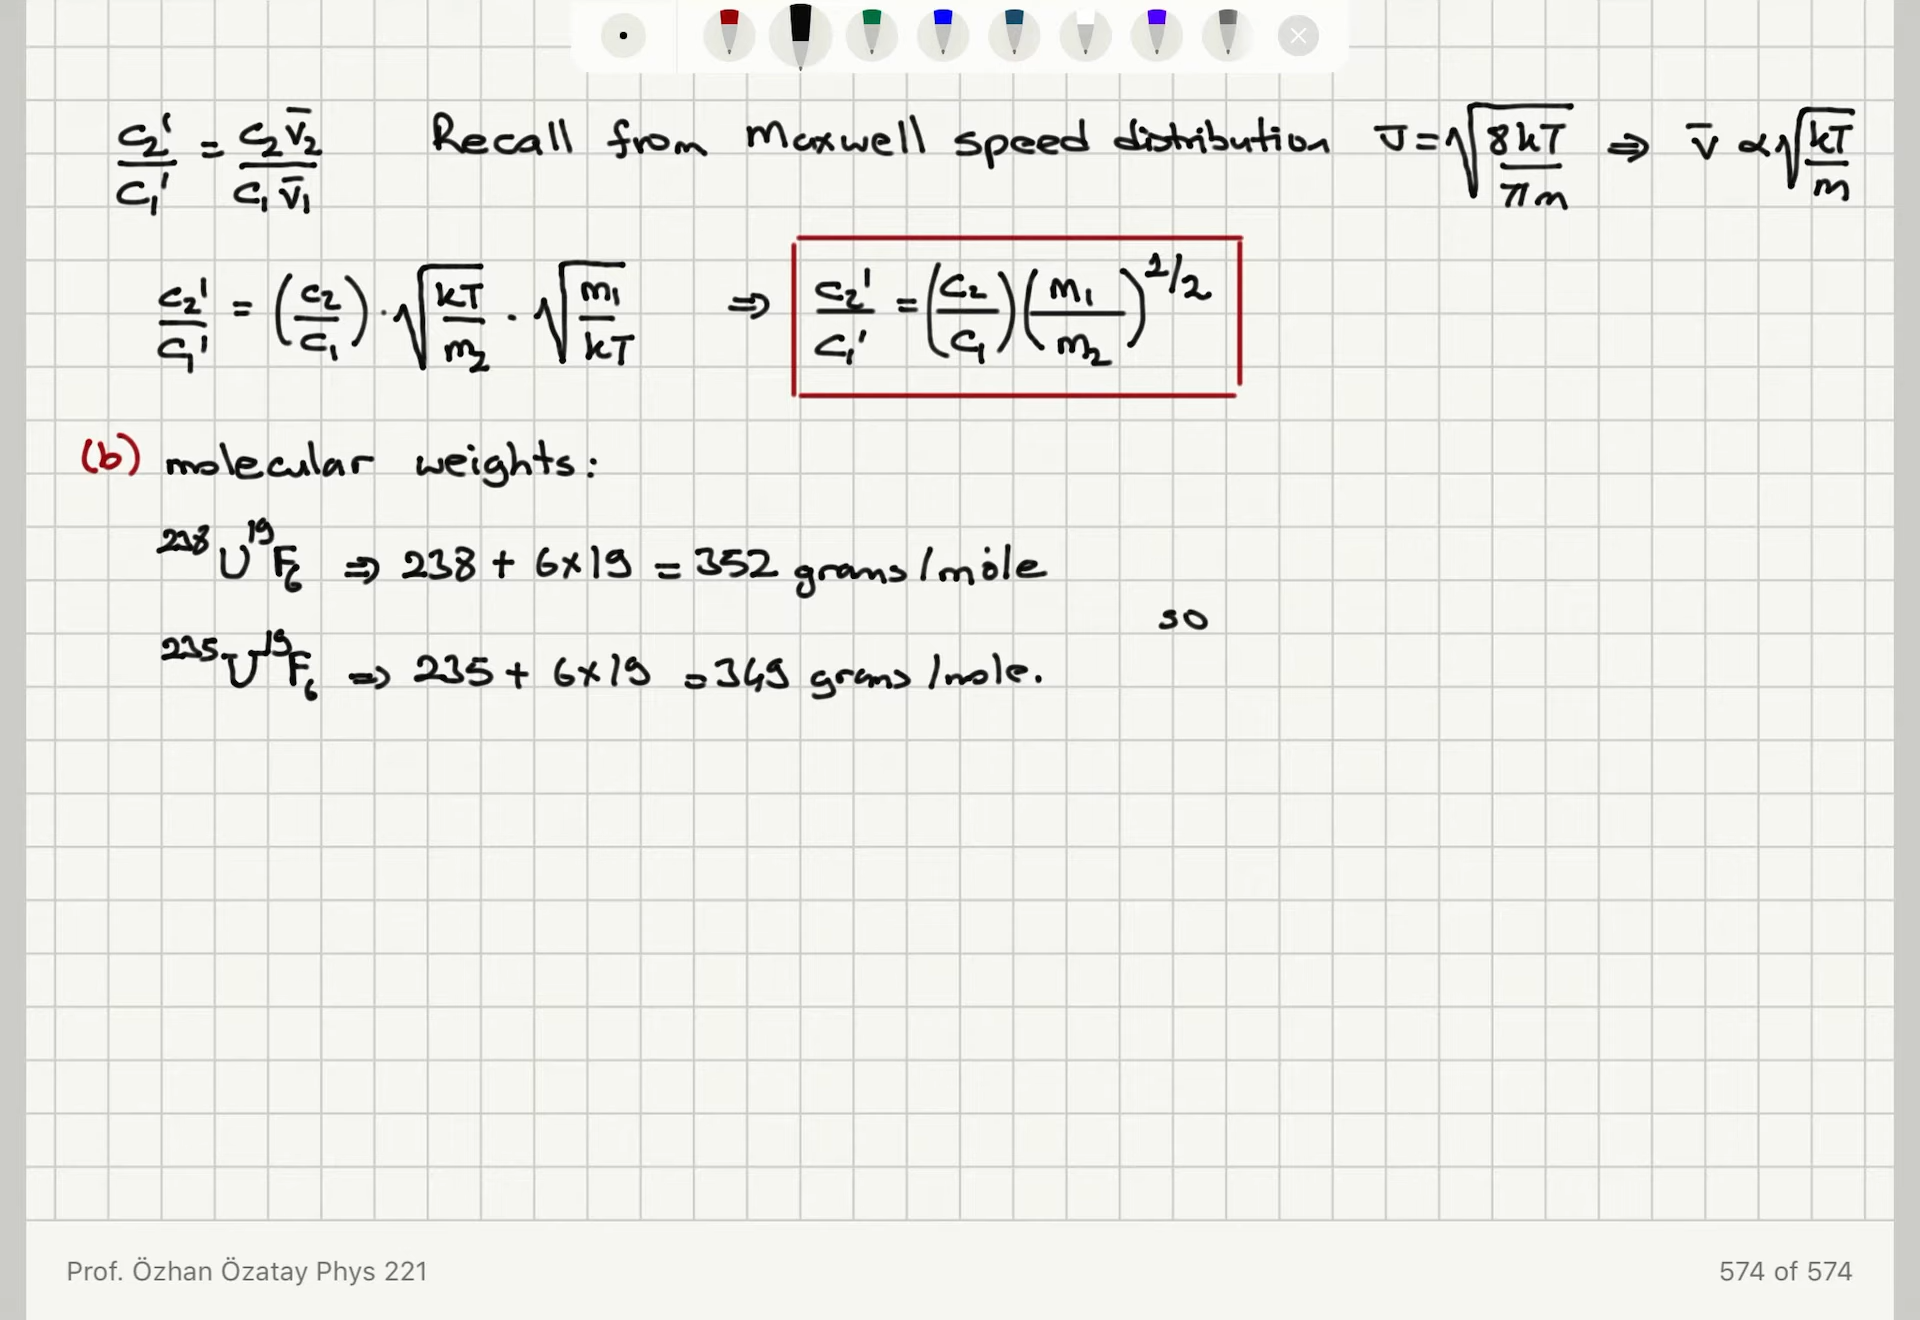 c₂'/c₁' = c₂v̄₂/c₁v̄₁ Recall from Maxwell speed distribution v̄=√(8kT/πm) ⇒ v̄ ∝ √(kT/m)
c₂'/c₁' = (c₂/c₁)·√(kT/m₂)·√(m₁/kT) ⇒ c₂'/c₁' = (c₂/c₁)(m₁/m₂)^1/2
(b) molecular weights:
²³⁸U¹⁹F₆ ⇒ 238 + 6×19 = 352 grams/mole
so
²³⁵U¹⁹F₆ ⇒ 235 + 6×19 = 349 grams/mole.
Prof. Özhan Özatay Phys 221
574 of 574